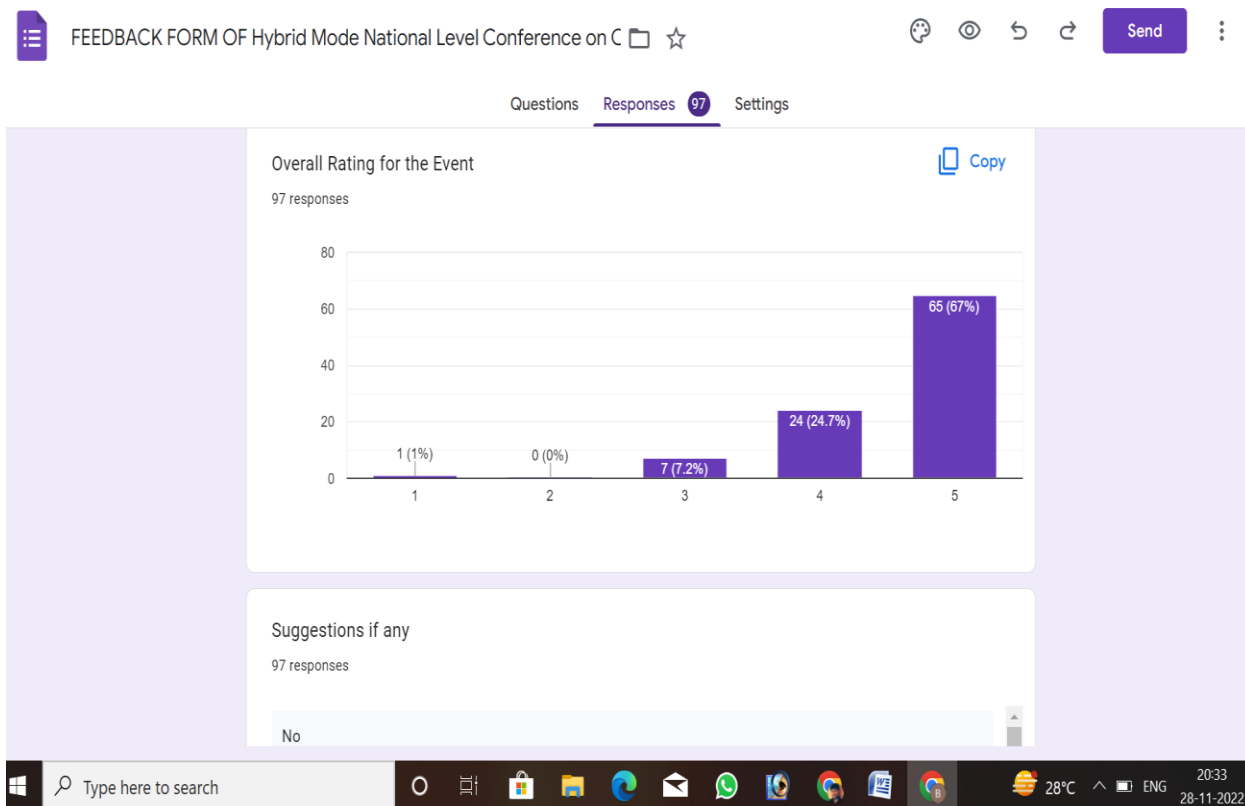 FEEDBACK FORM OF Hybrid Mode National Level Conference on C
Send
Questions Responses 97 Settings
Overall Rating for the Event
Copy
97 responses
80
60
40
20
0
1 (1%)
0 (0%)
7 (7.2%)
24 (24.7%)
65 (67%)
1 2 3 4 5
Suggestions if any
97 responses
No
Type here to search
28°C ENG 20:33
28-11-2022